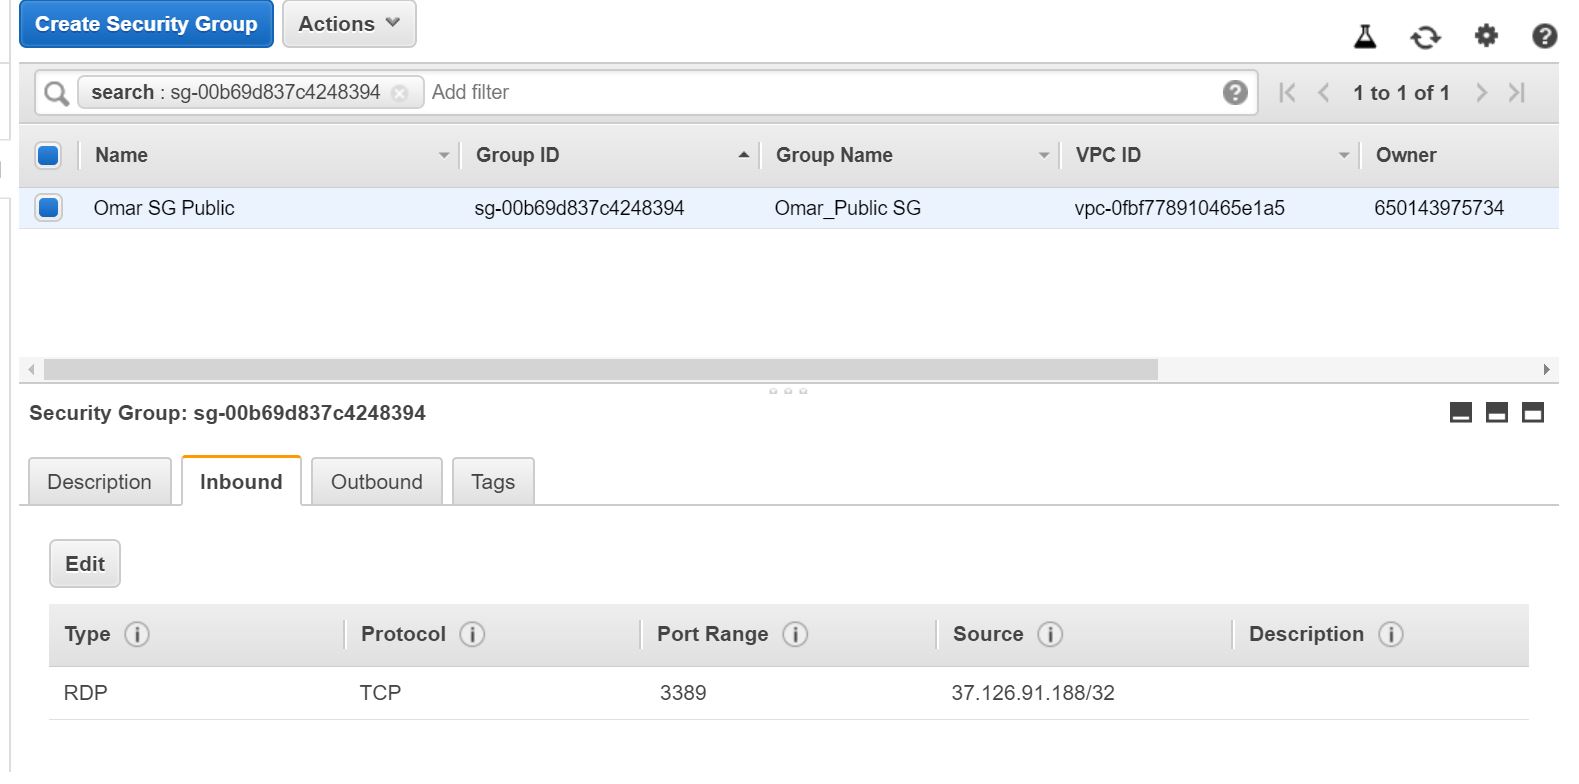 Create Security Group Actions
search : sg-00b69d837c4248394 Add filter 1 to 1 of 1
Name Group ID Group Name VPC ID Owner
Omar SG Public sg-00b69d837c4248394 Omar_Public SG vpc-0fbf778910465e1a5 650143975734
Security Group: sg-00b69d837c4248394
Description Inbound Outbound Tags
Edit
Type Protocol Port Range Source Description
RDP TCP 3389 37.126.91.188/32